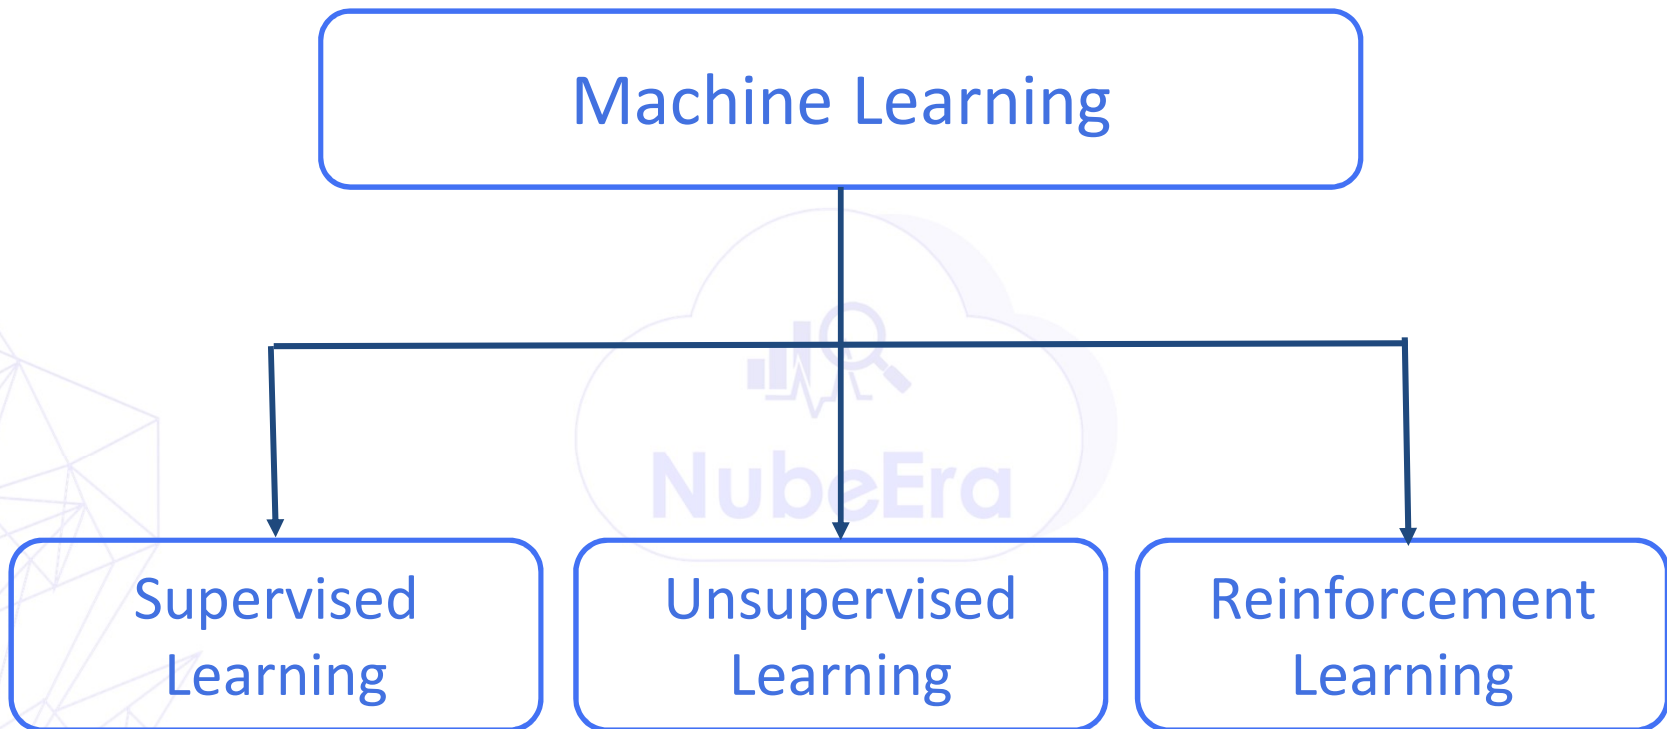 Machine Learning
NubeEra
Supervised
Learning
Unsupervised
Learning
Reinforcement
Learning